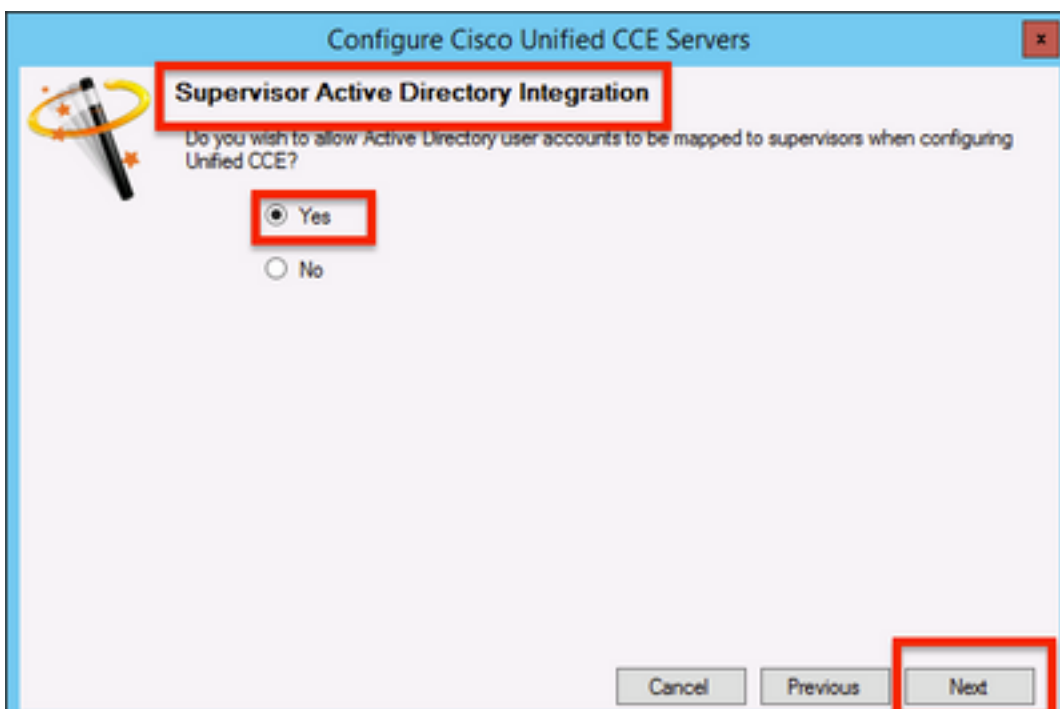 Configure Cisco Unified CCE Servers
x
Supervisor Active Directory Integration
Do you wish to allow Active Directory user accounts to be mapped to supervisors when configuring
Unified CCE?
Yes
No
Cancel
Previous
Next